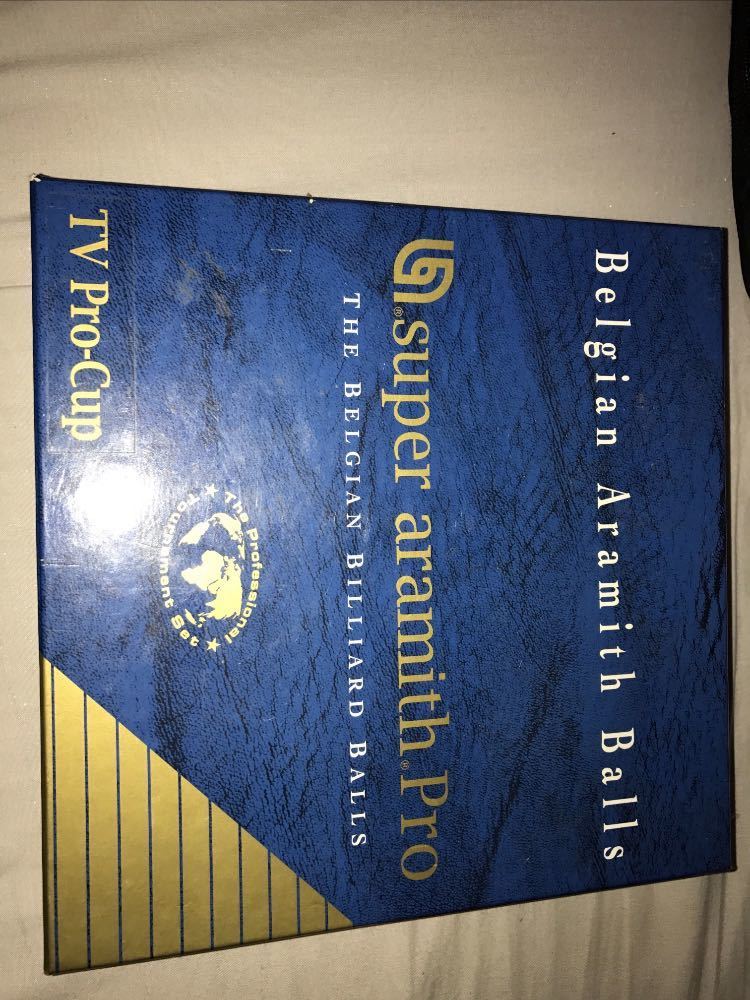 Belgian Aramith Balls
super aramith® Pro
THE BELGIAN BILLIARD BALLS
The Professional
Tournament Set
TV Pro-Cup